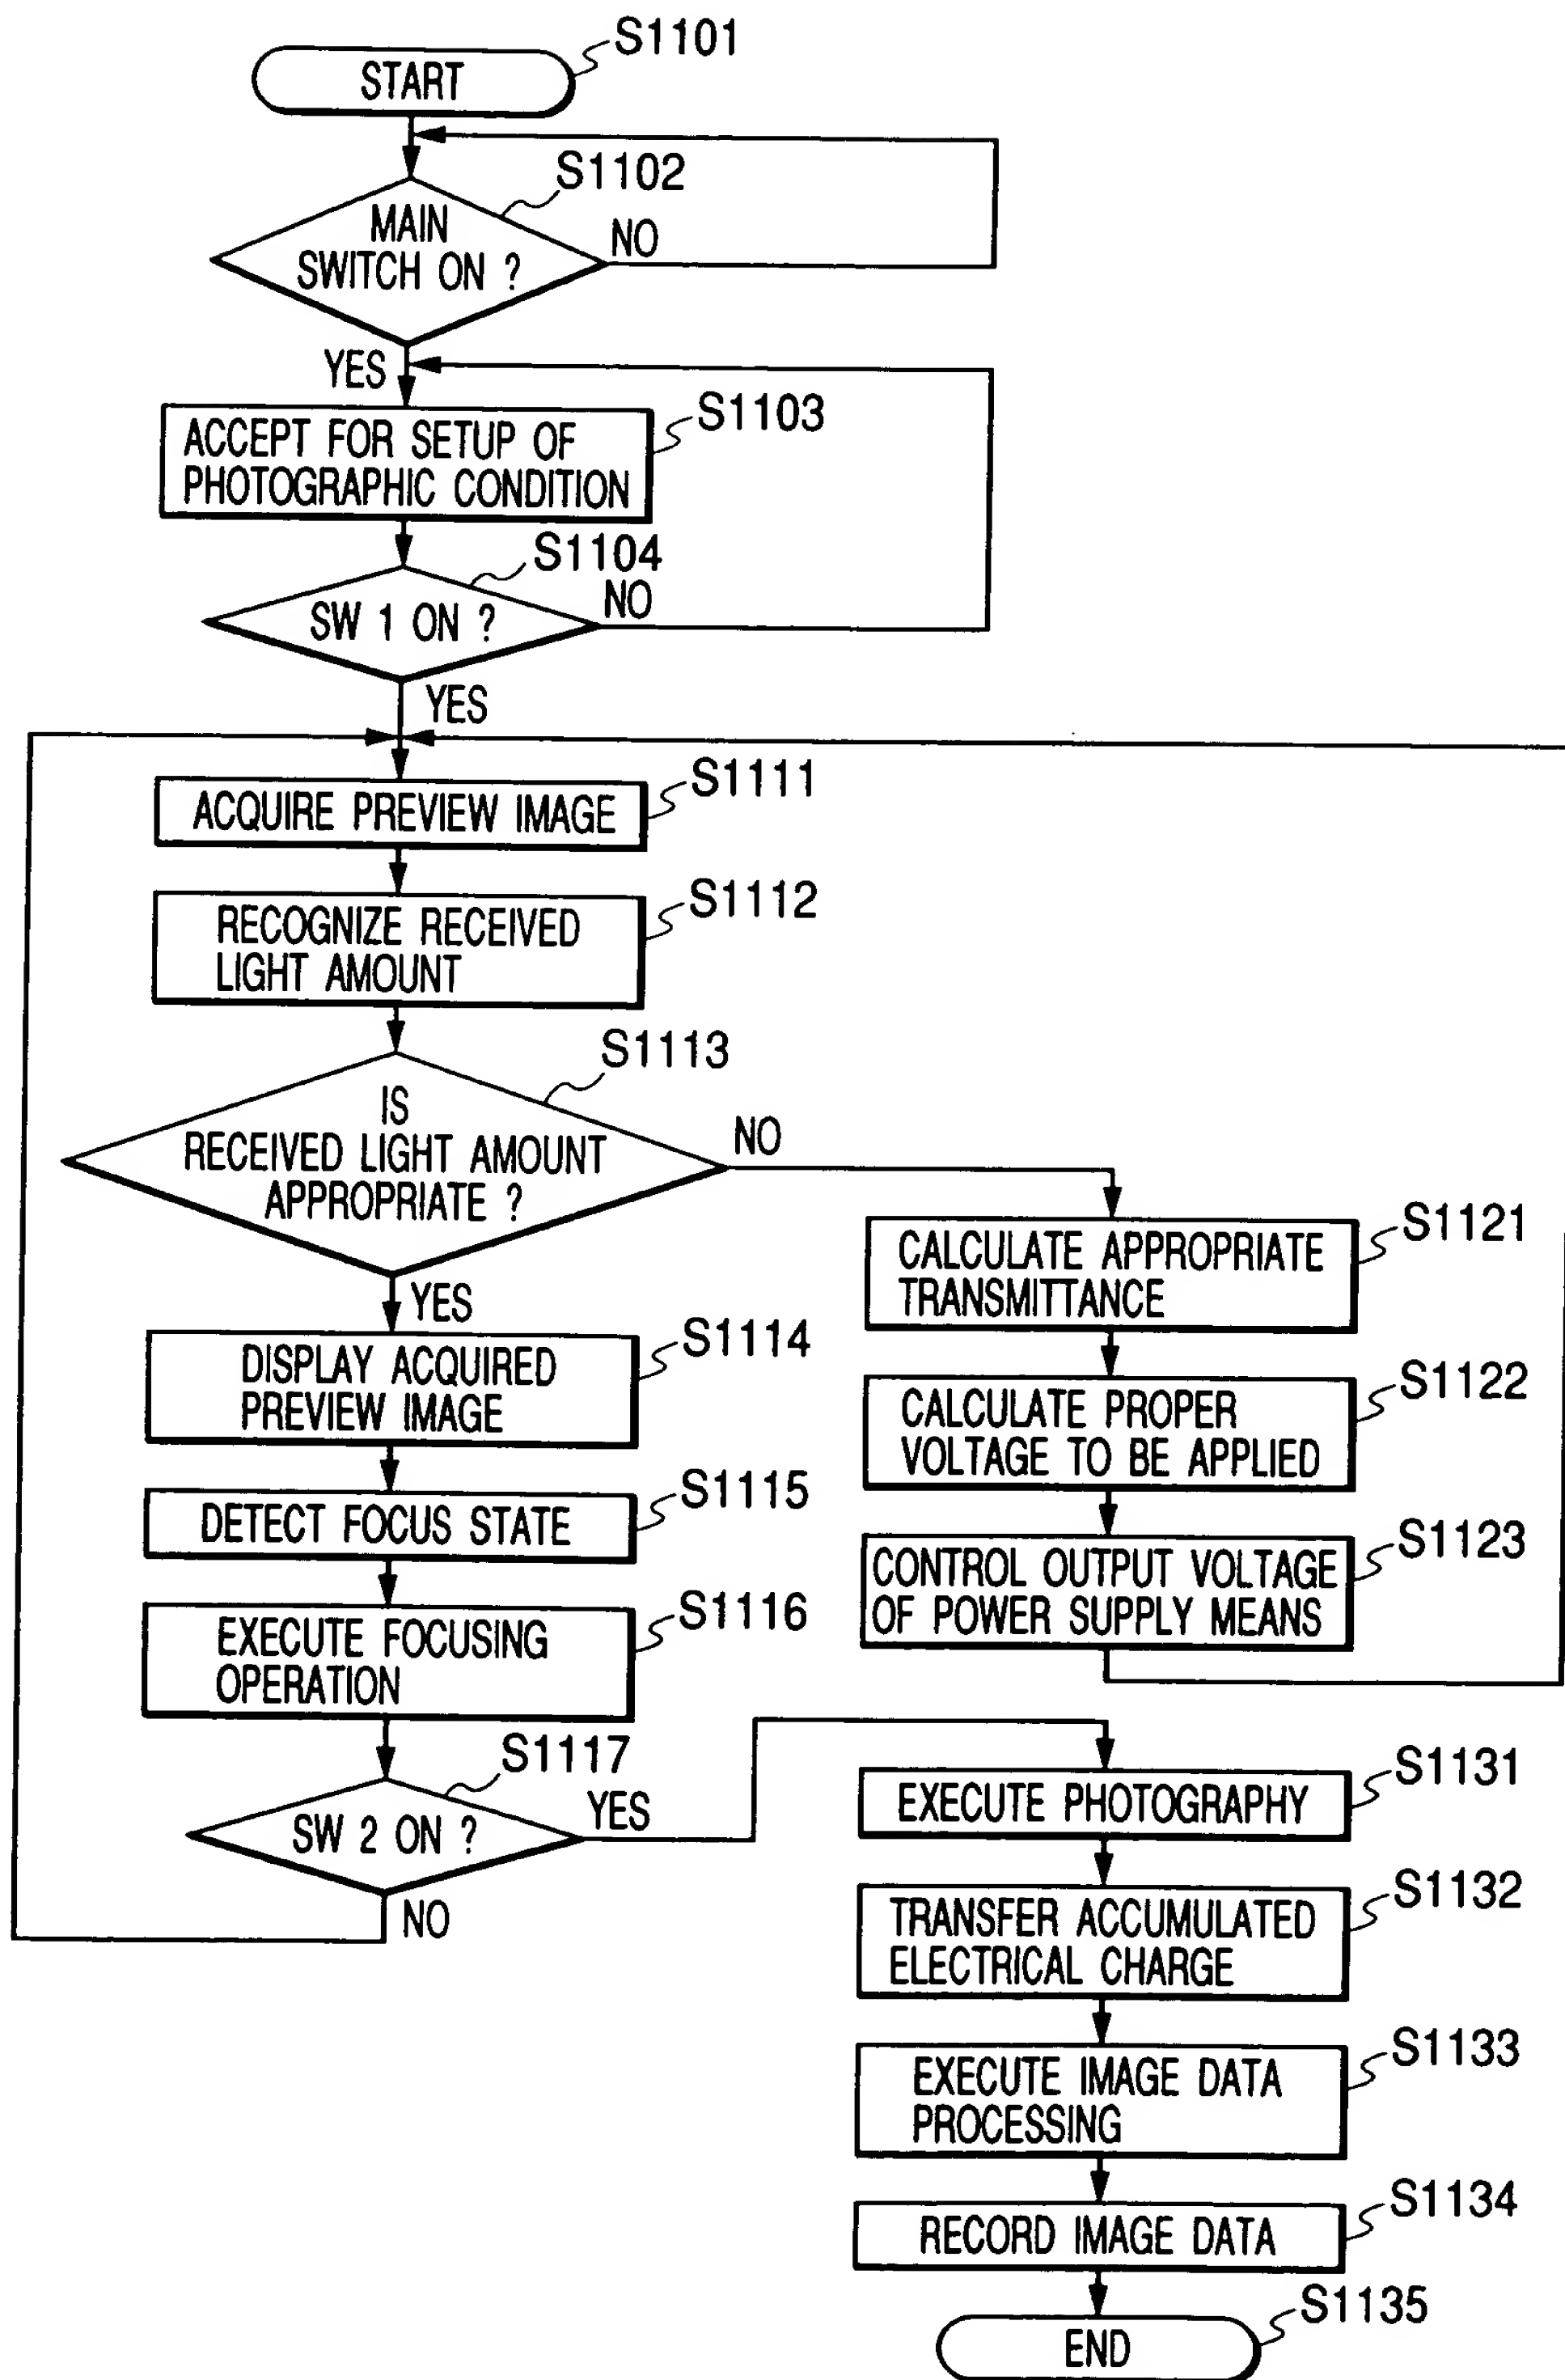 S1101
START
S1102
MAIN
SWITCH ON ?
NO
YES
S1103
ACCEPT FOR SETUP OF
PHOTOGRAPHIC CONDITION
S1104
SW 1 ON ?
NO
YES
S1111
ACQUIRE PREVIEW IMAGE
S1112
RECOGNIZE RECEIVED
LIGHT AMOUNT
S1113
IS
RECEIVED LIGHT AMOUNT
APPROPRIATE ?
NO
YES
S1121
CALCULATE APPROPRIATE
TRANSMITTANCE
S1114
DISPLAY ACQUIRED
PREVIEW IMAGE
S1122
CALCULATE PROPER
VOLTAGE TO BE APPLIED
S1115
DETECT FOCUS STATE
S1123
CONTROL OUTPUT VOLTAGE
OF POWER SUPPLY MEANS
S1116
EXECUTE FOCUSING
OPERATION
S1117
SW 2 ON ?
YES
NO
S1131
EXECUTE PHOTOGRAPHY
S1132
TRANSFER ACCUMULATED
ELECTRICAL CHARGE
S1133
EXECUTE IMAGE DATA
PROCESSING
S1134
RECORD IMAGE DATA
S1135
END